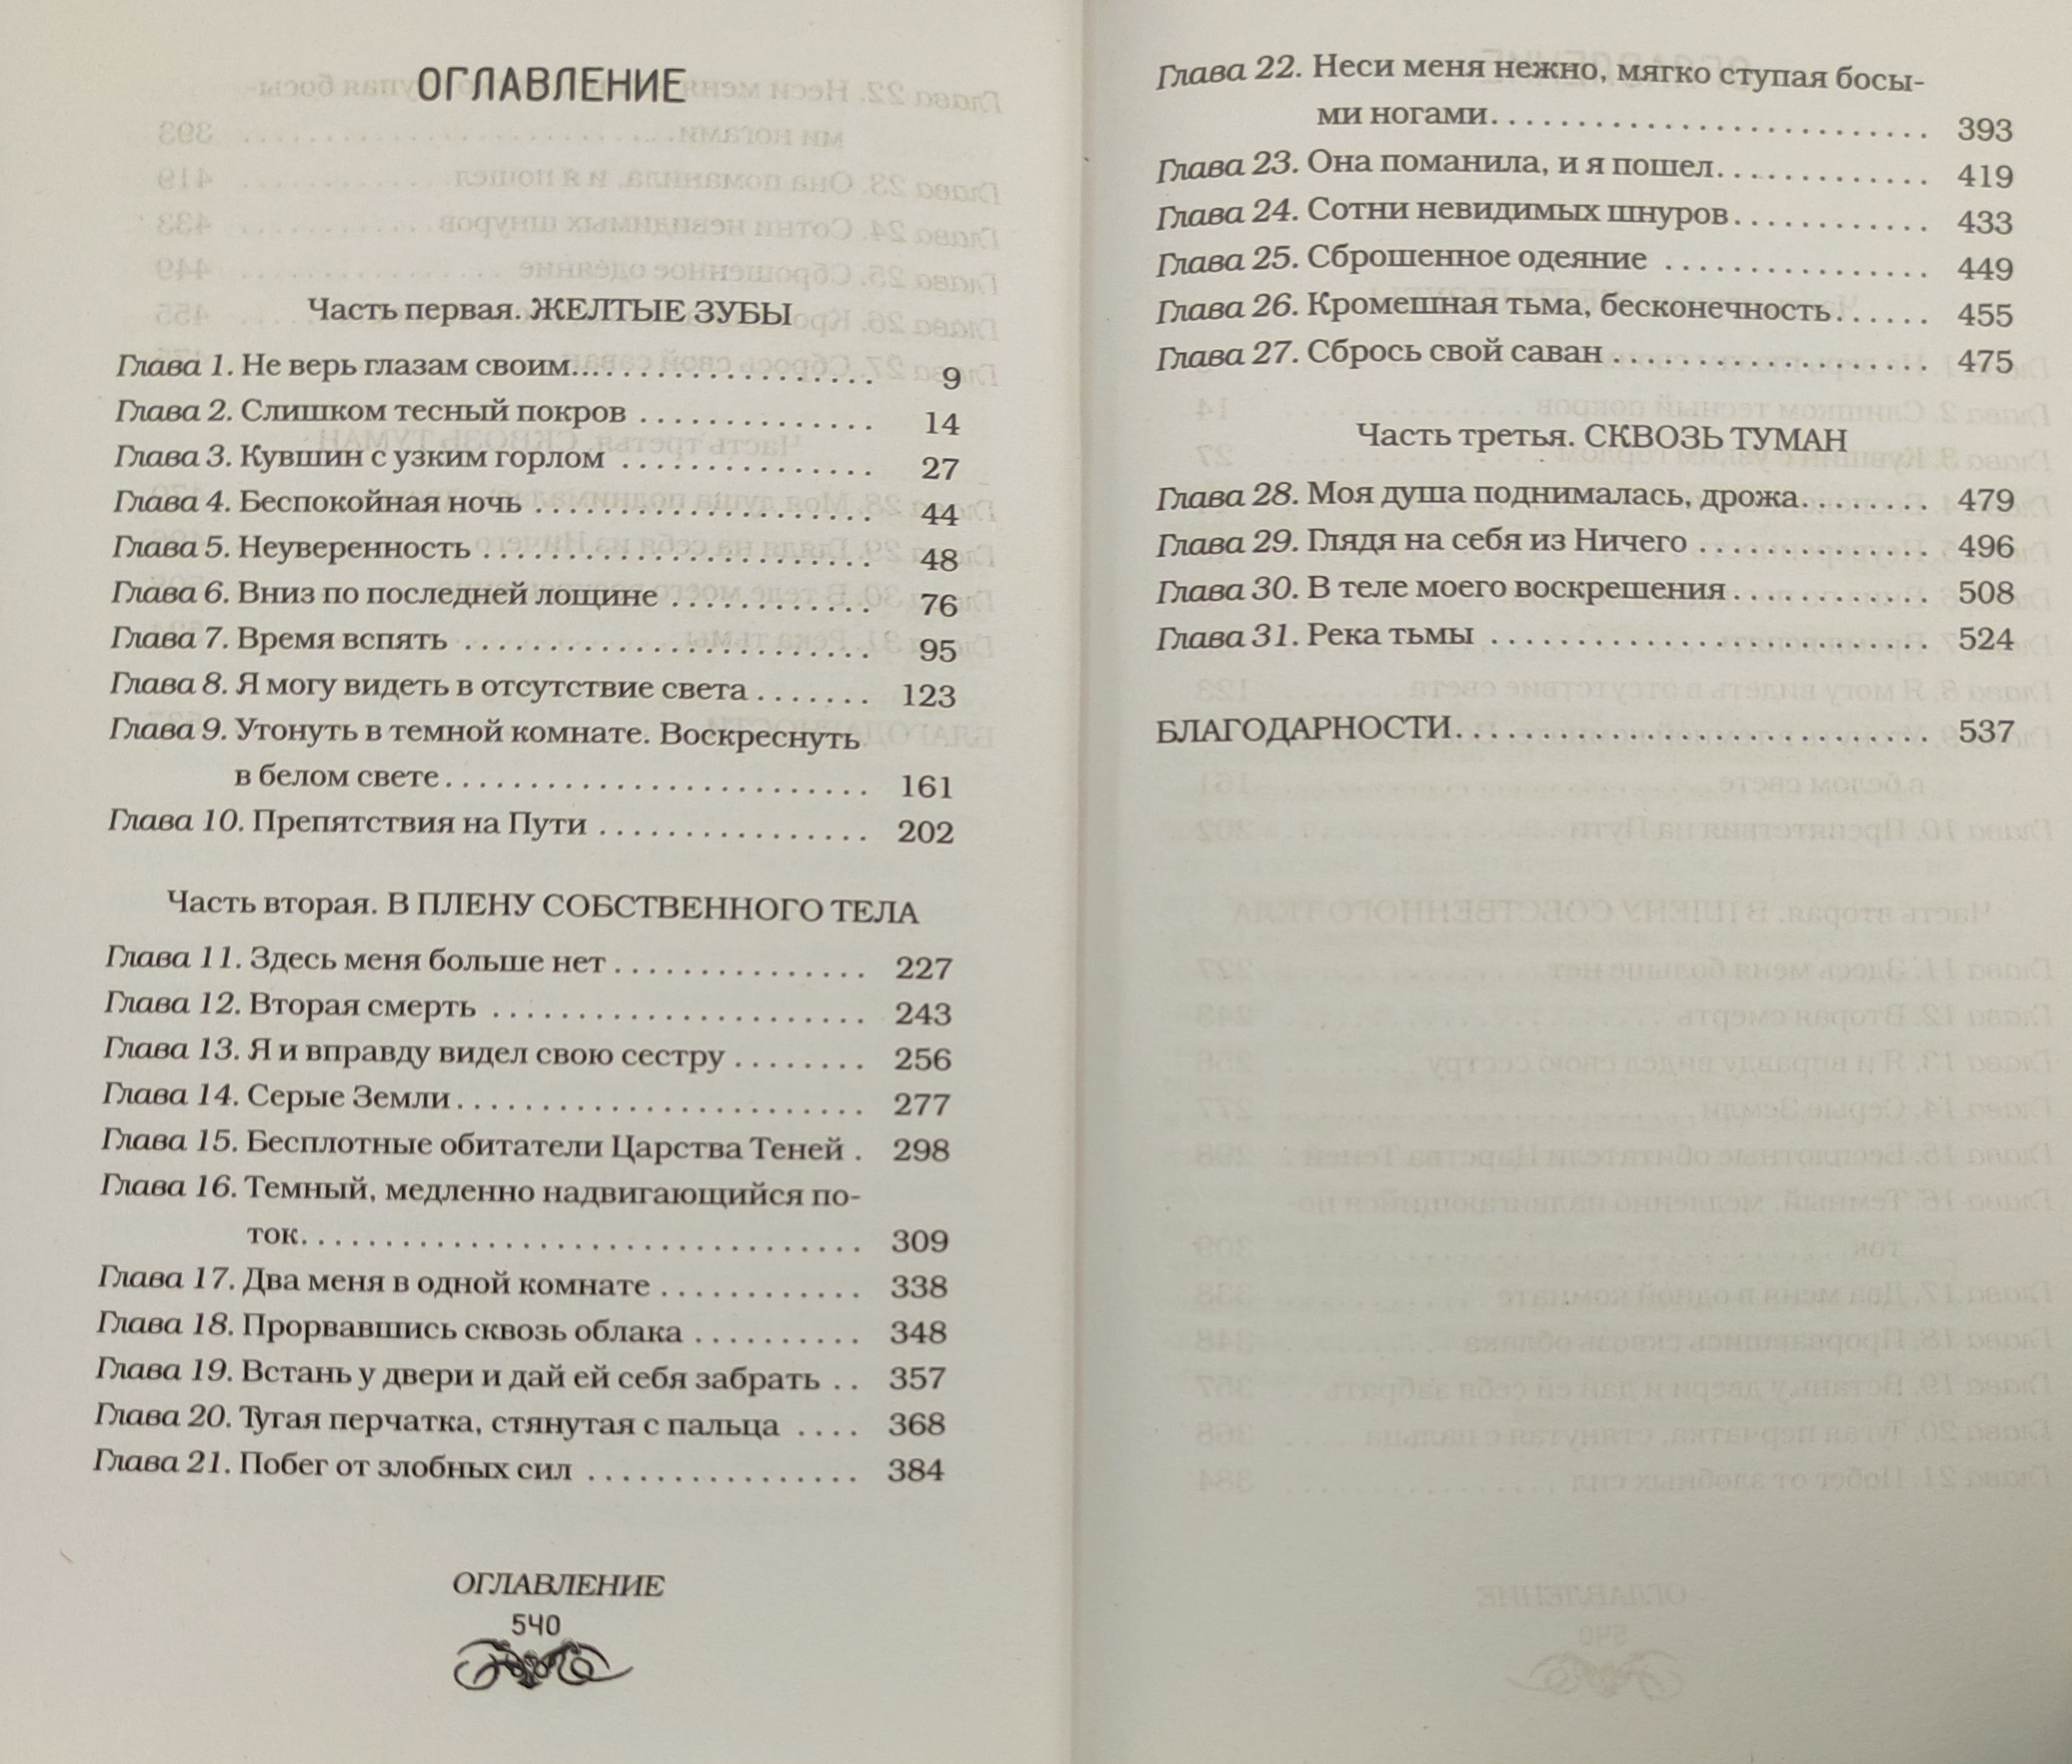 ОГЛАВЛЕНИЕ
Часть первая. ЖЕЛТЫЕ ЗУБЫ
Глава 1. Не верь глазам своим... 9
Глава 2. Слишком тесный покров 14
Глава 3. Кувшин с узким горлом 27
Глава 4. Беспокойная ночь 44
Глава 5. Неуверенность 48
Глава 6. Вниз по последней лощине 76
Глава 7. Время вспять 95
Глава 8. Я могу видеть в отсутствие света 123
Глава 9. Утонуть в темной комнате. Воскреснуть
в белом свете 161
Глава 10. Препятствия на Пути 202
Часть вторая. В ПЛЕНУ СОБСТВЕННОГО ТЕЛА
Глава 11. Здесь меня больше нет 227
Глава 12. Вторая смерть 243
Глава 13. Я и вправду видел свою сестру 256
Глава 14. Серые Земли 277
Глава 15. Бесплотные обитатели Царства Теней 298
Глава 16. Темный, медленно надвигающийся по-
ток 309
Глава 17. Два меня в одной комнате 338
Глава 18. Прорвавшись сквозь облака 348
Глава 19. Встань у двери и дай ей себя забрать 357
Глава 20. Тугая перчатка, стянутая с пальца 368
Глава 21. Побег от злобных сил 384
ОГЛАВЛЕНИЕ
540
Глава 22. Неси меня нежно, мягко ступая босы-
ми ногами 393
Глава 23. Она поманила, и я пошел 419
Глава 24. Сотни невидимых шнуров 433
Глава 25. Сброшенное одеяние 449
Глава 26. Кромешная тьма, бесконечность 455
Глава 27. Сбрось свой саван 475
Часть третья. СКВОЗЬ ТУМАН
Глава 28. Моя душа поднималась, дрожа 479
Глава 29. Глядя на себя из Ничего 496
Глава 30. В теле моего воскрешения 508
Глава 31. Река тьмы 524
БЛАГОДАРНОСТИ 537